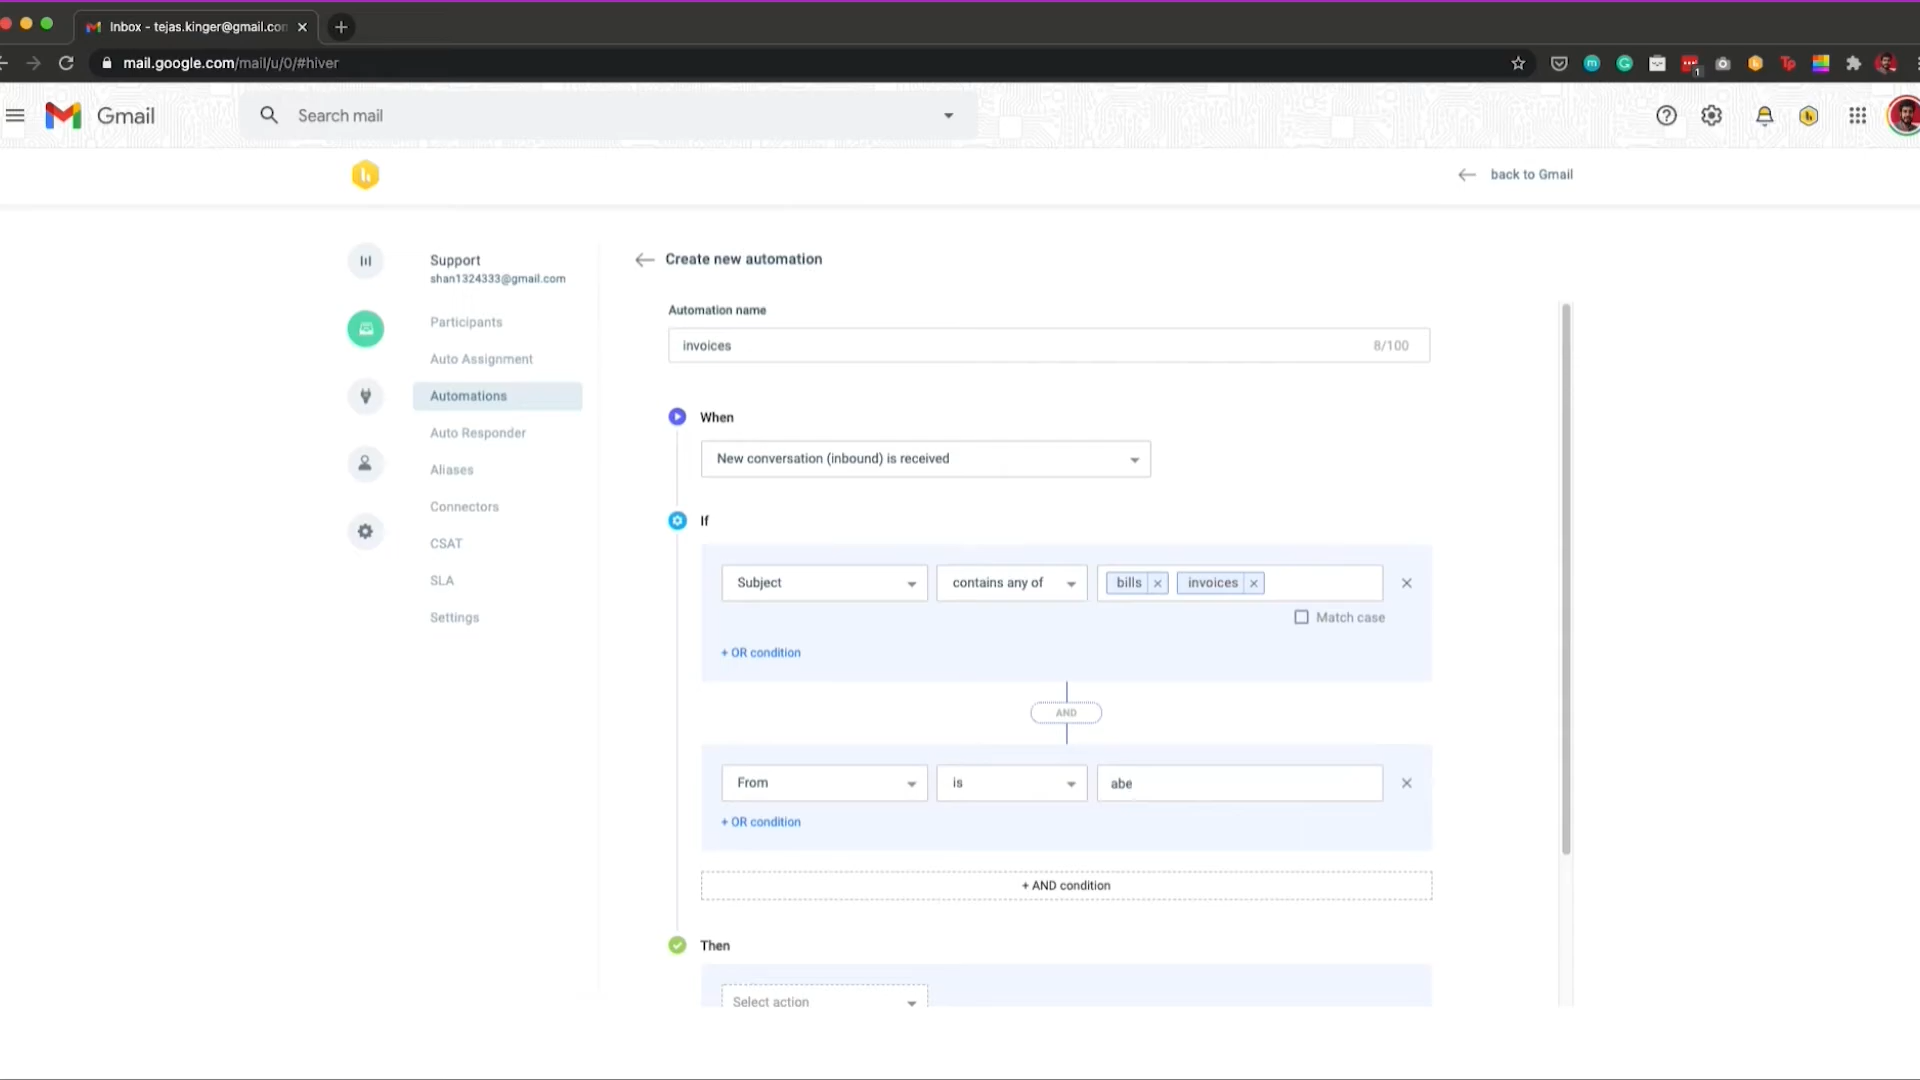 Inbox - tejas.kinger@gmail.con
mail.google.com/mail/u/0/#hiver
1
Gmail
Search mail
back to Gmail
Support
shan1324333@gmail.com
Participants
Auto Assignment
Automations
Auto Responder
Aliases
Connectors
CSAT
SLA
Settings
Create new automation
Automation name
invoices 8/100
When
New conversation (inbound) is received
If
Subject contains any of bills × invoices ×
Match case
+ OR condition
AND
From is abe
+ OR condition
+ AND condition
Then
Select action